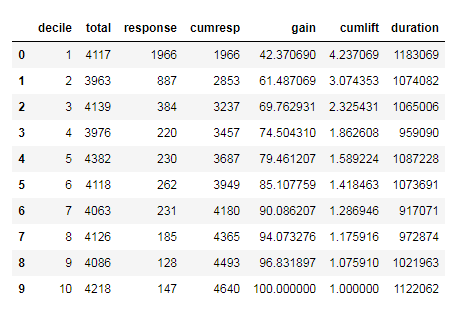 decile total response cumresp gain cumlift duration
0 1 4117 1966 1966 42.370690 4.237069 1183069
1 2 3963 887 2853 61.487069 3.074353 1074082
2 3 4139 384 3237 69.762931 2.325431 1065006
3 4 3976 220 3457 74.504310 1.862608 959090
4 5 4382 230 3687 79.461207 1.589224 1087228
5 6 4118 262 3949 85.107759 1.418463 1073691
6 7 4063 231 4180 90.086207 1.286946 917071
7 8 4126 185 4365 94.073276 1.175916 972874
8 9 4086 128 4493 96.831897 1.075910 1021963
9 10 4218 147 4640 100.000000 1.000000 1122062